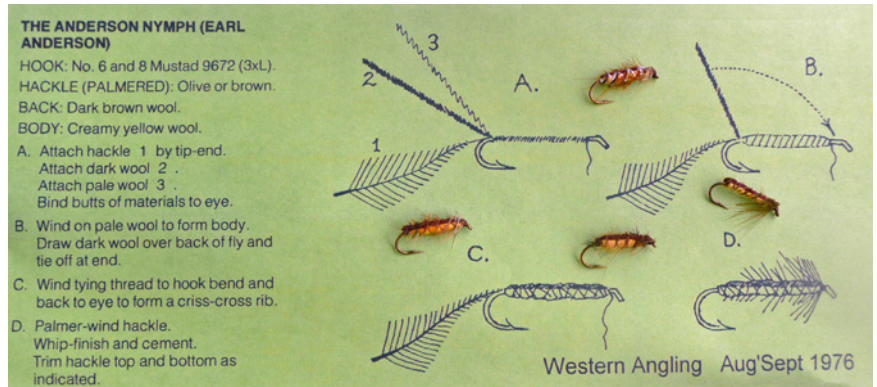 THE ANDERSON NYMPH (EARL
ANDERSON)
HOOK: No. 6 and 8 Mustad 9672 (3xL).
HACKLE (PALMERED): Olive or brown.
BACK: Dark brown wool.
BODY: Creamy yellow wool.
A. Attach hackle 1 by tip-end.
Attach dark wool 2 .
Attach pale wool 3 .
Bind butts of materials to eye.
B. Wind on pale wool to form body.
Draw dark wool over back of fly and
tie off at end.
C. Wind tying thread to hook bend and
back to eye to form a criss-cross rib.
D. Palmer-wind hackle.
Whip-finish and cement.
Trim hackle top and bottom as
indicated.
3
2
1
A.
B.
C.
D.
Western Angling Aug'Sept 1976